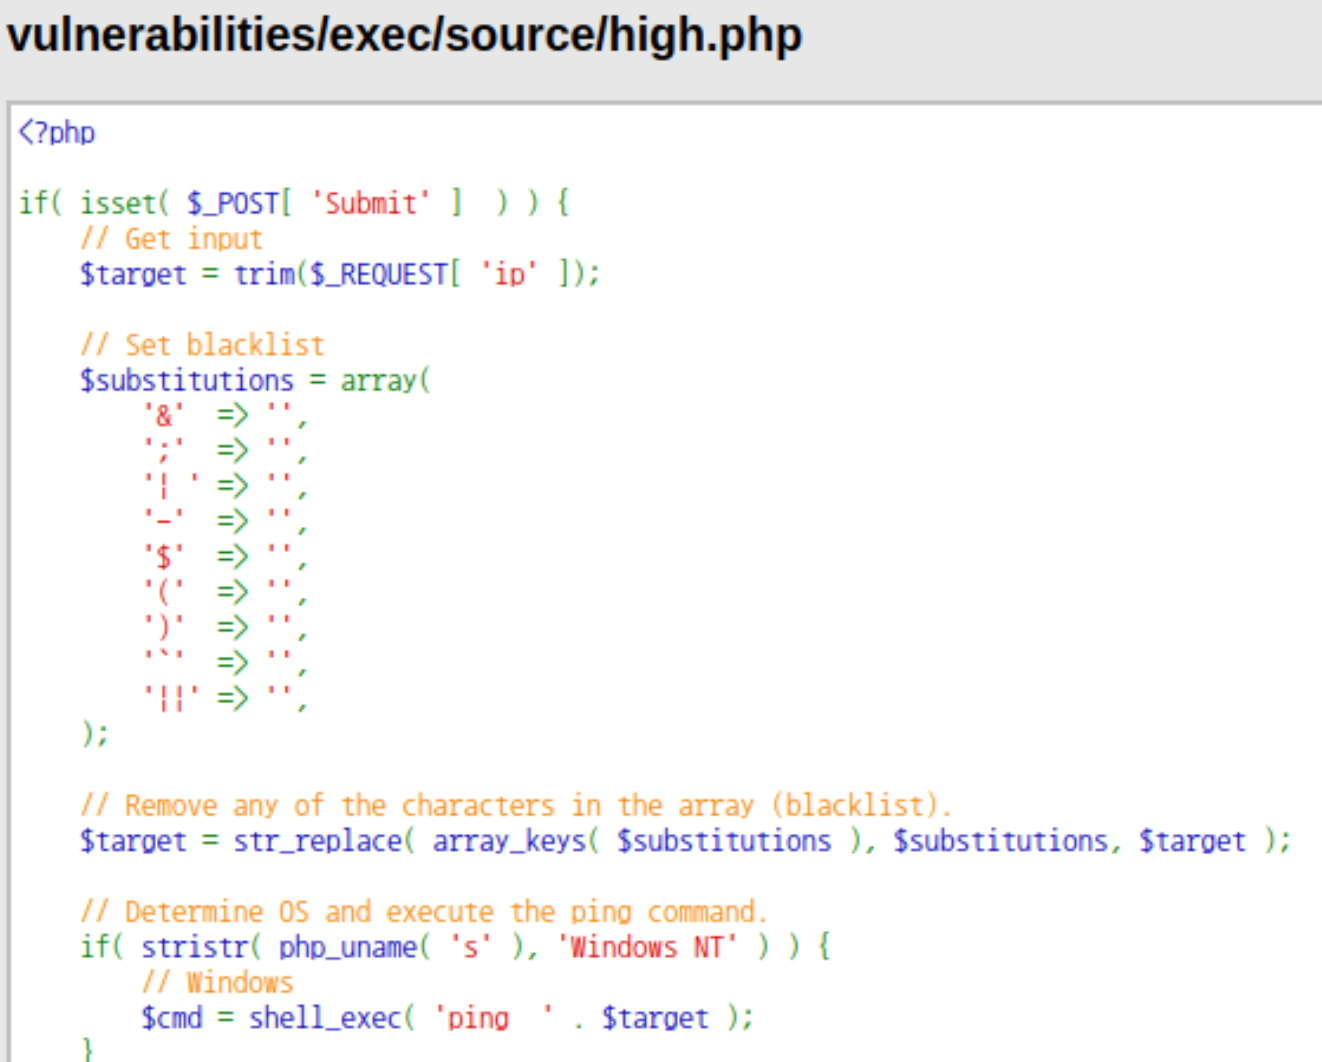 vulnerabilities/exec/source/high.php
<?php
if( isset( $_POST[ 'Submit' ]  ) ) {
    // Get input
    $target = trim($_REQUEST[ 'ip' ]);
    // Set blacklist
    $substitutions = array(
        '&'  => '',
        ';'  => '',
        '| ' => '',
        '-'  => '',
        '$'  => '',
        '('  => '',
        ')'  => '',
        '`'  => '',
        '||' => '',
    );
    // Remove any of the characters in the array (blacklist).
    $target = str_replace( array_keys( $substitutions ), $substitutions, $target );
    // Determine OS and execute the ping command.
    if( stristr( php_uname( 's' ), 'Windows NT' ) ) {
        // Windows
        $cmd = shell_exec( 'ping  ' . $target );
    }